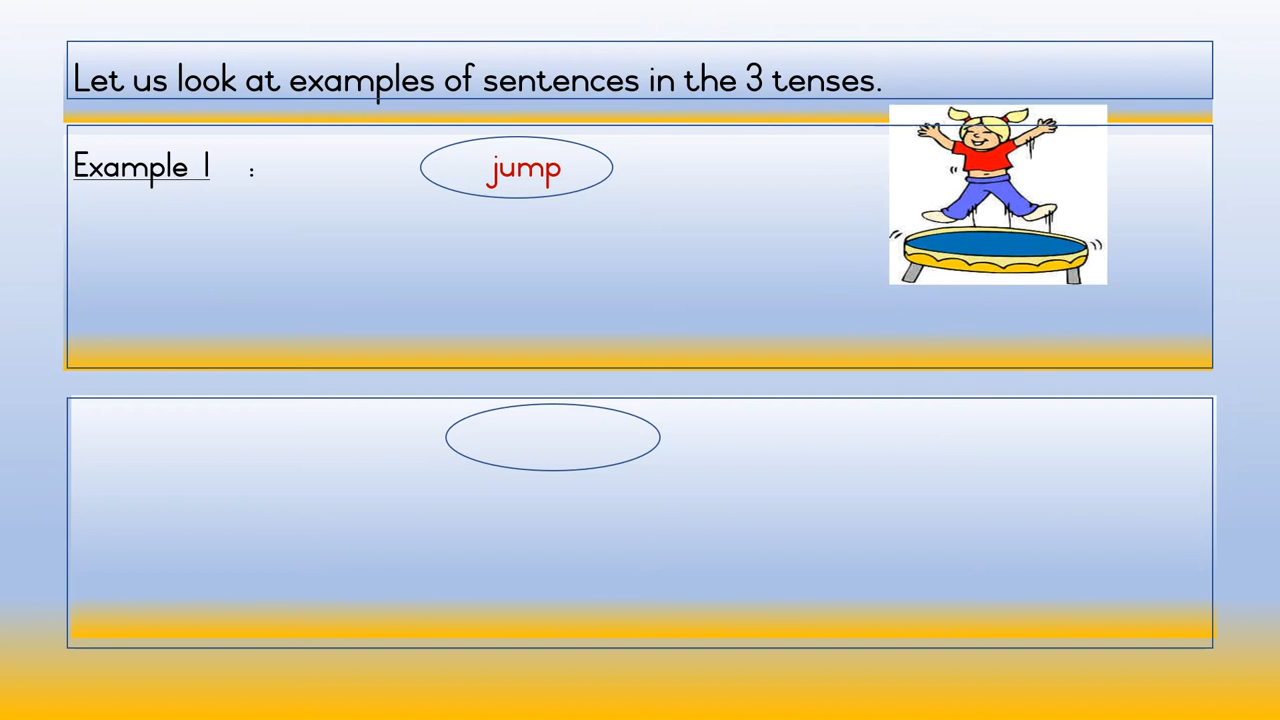 Let us look at examples of sentences in the 3 tenses.
Example 1 : jump